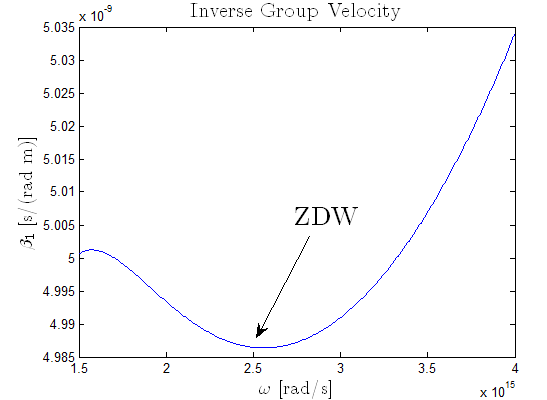 Inverse Group Velocity
x 10⁻⁹
5.035
5.03
5.025
5.02
5.015
5.01
5.005
5
4.995
4.99
4.985
β₁ [s/(rad m)]
ZDW
1.5 2 2.5 3 3.5 4
ω [rad/s]
x 10¹⁵